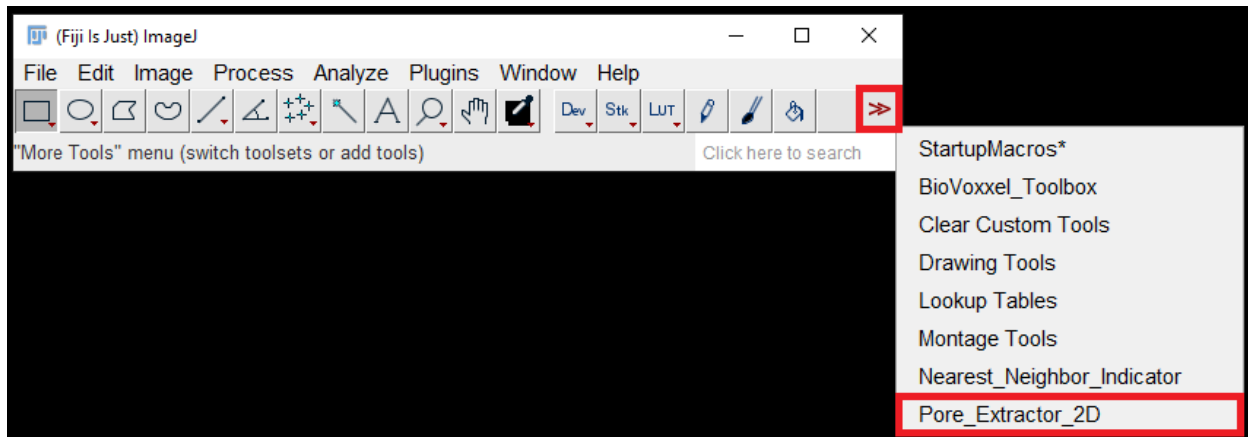 (Fiji Is Just) ImageJ
File Edit Image Process Analyze Plugins Window Help
A Dev Stk LUT ≫
"More Tools" menu (switch toolsets or add tools) Click here to search
StartupMacros*
BioVoxxel_Toolbox
Clear Custom Tools
Drawing Tools
Lookup Tables
Montage Tools
Nearest_Neighbor_Indicator
Pore_Extractor_2D